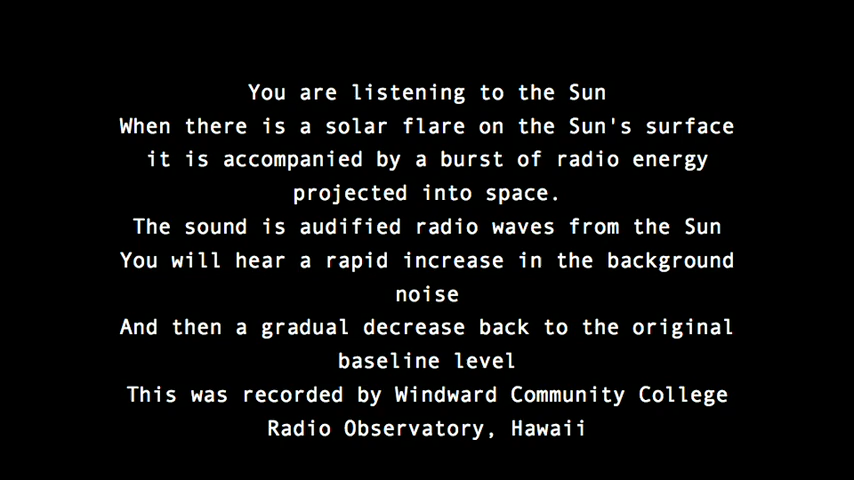 You are listening to the Sun
When there is a solar flare on the Sun's surface
it is accompanied by a burst of radio energy
projected into space.
The sound is audified radio waves from the Sun
You will hear a rapid increase in the background
noise
And then a gradual decrease back to the original
baseline level
This was recorded by Windward Community College
Radio Observatory, Hawaii